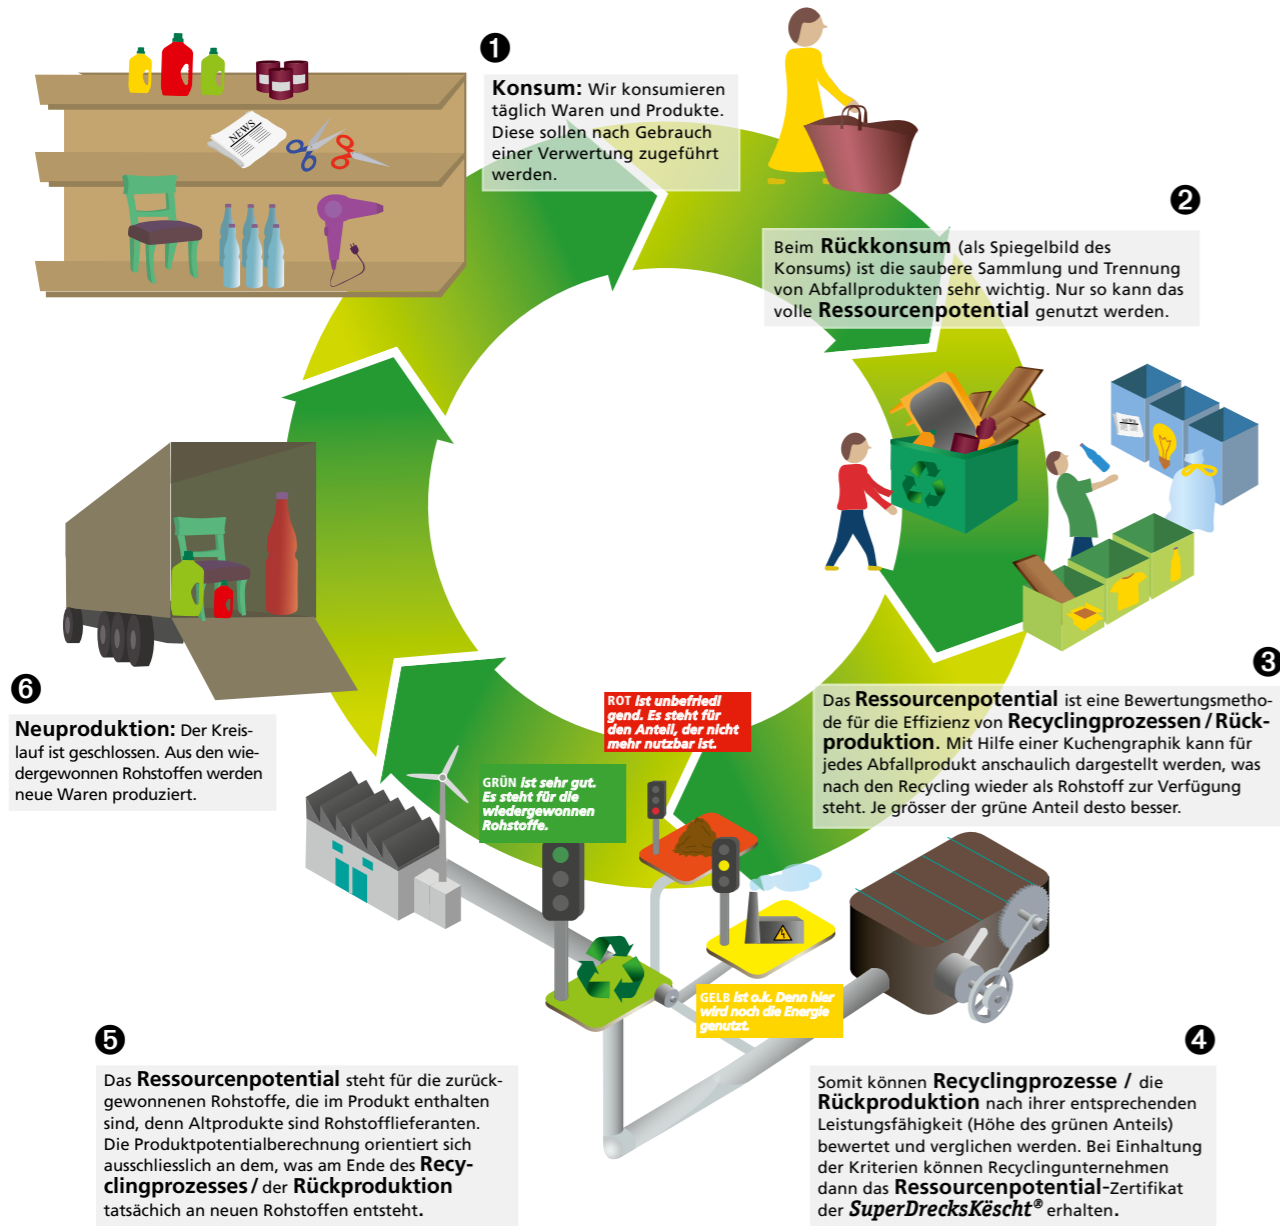 ❶
Konsum: Wir konsumieren
täglich Waren und Produkte.
Diese sollen nach Gebrauch
einer Verwertung zugeführt
werden.
NEWS
❷
Beim Rückkonsum (als Spiegelbild des
Konsums) ist die saubere Sammlung und Trennung
von Abfallprodukten sehr wichtig. Nur so kann das
volle Ressourcenpotential genutzt werden.
NEWS
❸
Das Ressourcenpotential ist eine Bewertungsmetho-
de für die Effizienz von Recyclingprozessen / Rück-
produktion. Mit Hilfe einer Kuchengraphik kann für
jedes Abfallprodukt anschaulich dargestellt werden, was
nach den Recycling wieder als Rohstoff zur Verfügung
steht. Je grösser der grüne Anteil desto besser.
ROT ist unbefriedi
gend. Es steht für
den Anteil, der nicht
mehr nutzbar ist.
GRÜN ist sehr gut.
Es steht für die
wiedergewonnen
Rohstoffe.
GELB ist o.k. Denn hier
wird noch die Energie
genutzt.
❹
Somit können Recyclingprozesse / die
Rückproduktion nach ihrer entsprechenden
Leistungsfähigkeit (Höhe des grünen Anteils)
bewertet und verglichen werden. Bei Einhaltung
der Kriterien können Recyclingunternehmen
dann das Ressourcenpotential-Zertifikat
der SuperDrecksKëscht® erhalten.
❺
Das Ressourcenpotential steht für die zurück-
gewonnenen Rohstoffe, die im Produkt enthalten
sind, denn Altprodukte sind Rohstofflieferanten.
Die Produktpotentialberechnung orientiert sich
ausschliesslich an dem, was am Ende des Recy-
clingprozesses / der Rückproduktion
tatsächich an neuen Rohstoffen entsteht.
❻
Neuproduktion: Der Kreis-
lauf ist geschlossen. Aus den wie-
dergewonnen Rohstoffen werden
neue Waren produziert.